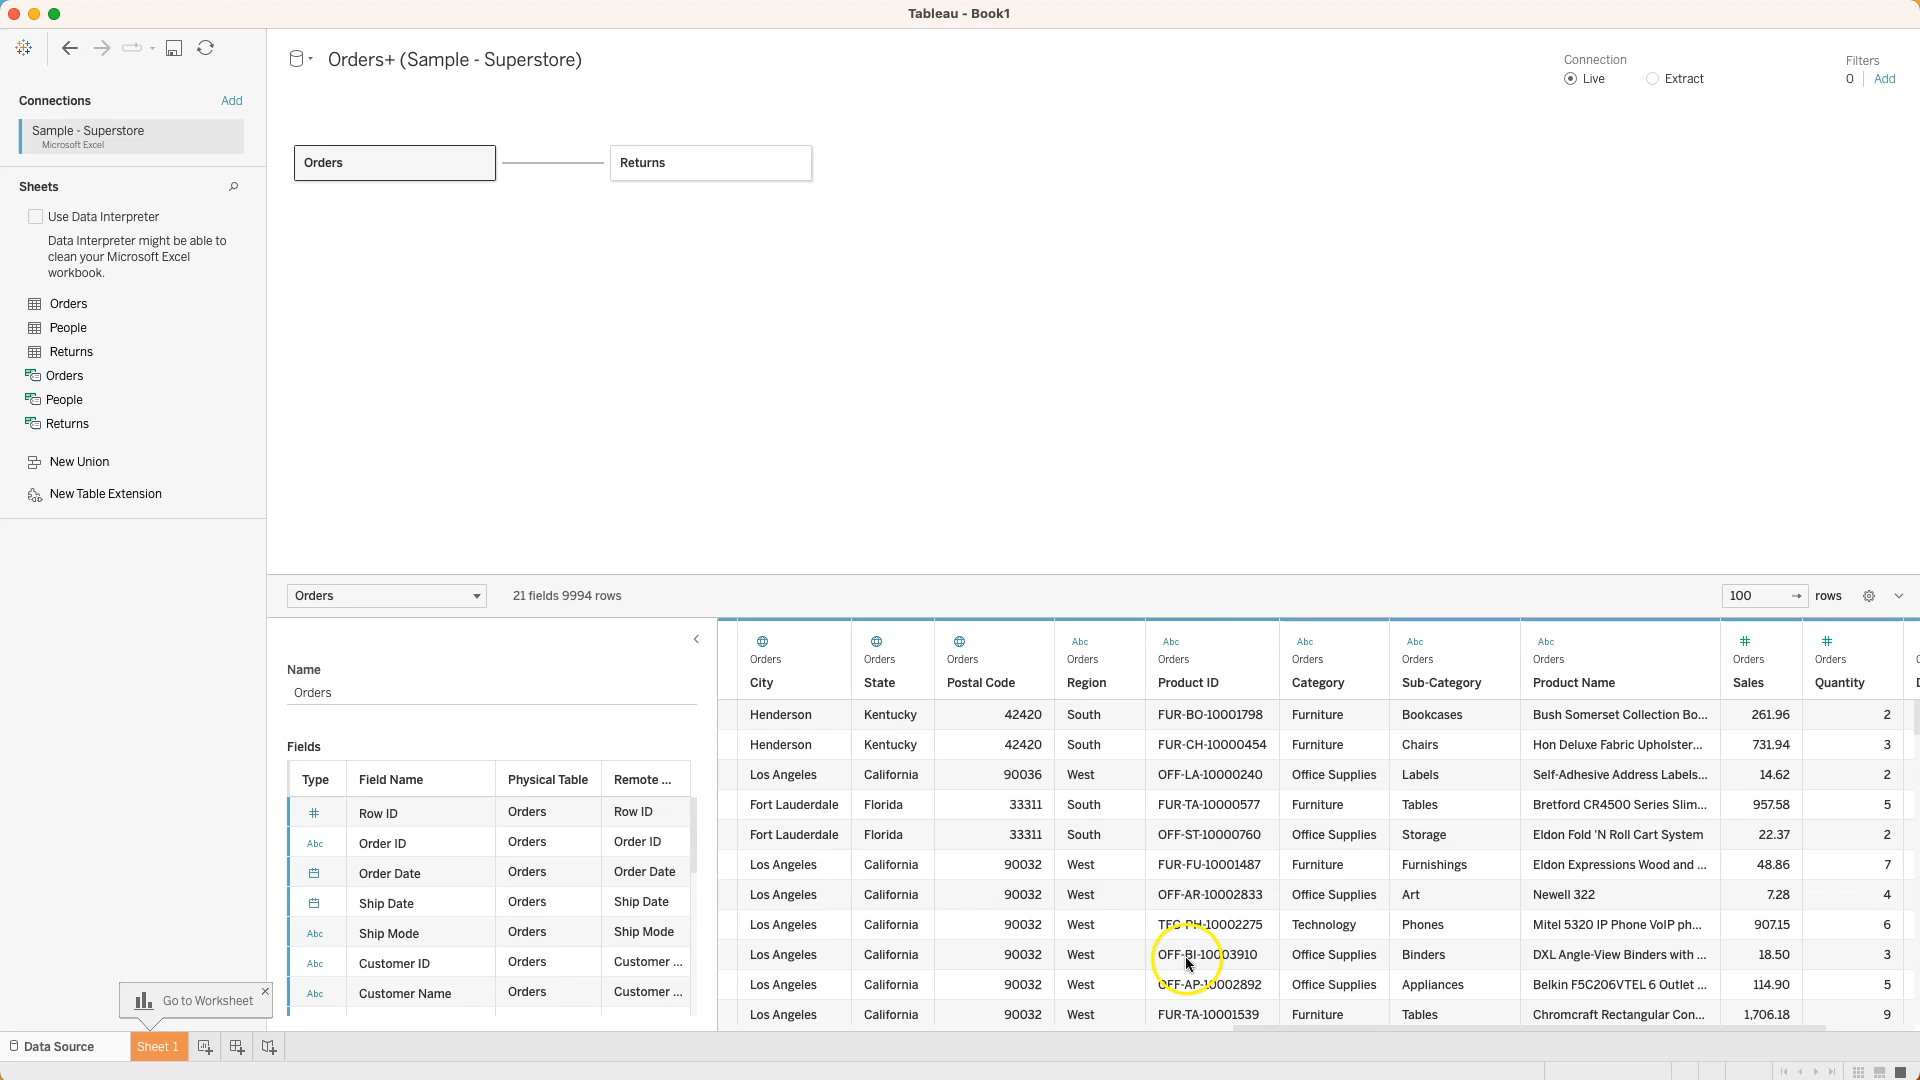 Tableau - Book1
Orders+ (Sample - Superstore)
Connection
Live
Extract
Filters
0 Add
Connections Add
Sample - Superstore
Microsoft Excel
Sheets
Use Data Interpreter
Data Interpreter might be able to
clean your Microsoft Excel
workbook.
Orders
People
Returns
Orders
People
Returns
New Union
New Table Extension
Orders
Returns
Orders
21 fields 9994 rows
100 → rows
Name
Orders
Fields
Type Field Name Physical Table Remote ...
# Row ID Orders Row ID
Abc Order ID Orders Order ID
Order Date Orders Order Date
Ship Date Orders Ship Date
Abc Ship Mode Orders Ship Mode
Abc Customer ID Orders Customer ...
Abc Customer Name Orders Customer ...
Abc Abc Abc Abc Abc # #
Orders Orders Orders Orders Orders Orders Orders Orders Orders Orders
City State Postal Code Region Product ID Category Sub-Category Product Name Sales Quantity
Henderson Kentucky 42420 South FUR-BO-10001798 Furniture Bookcases Bush Somerset Collection Bo... 261.96 2
Henderson Kentucky 42420 South FUR-CH-10000454 Furniture Chairs Hon Deluxe Fabric Upholster... 731.94 3
Los Angeles California 90036 West OFF-LA-10000240 Office Supplies Labels Self-Adhesive Address Labels... 14.62 2
Fort Lauderdale Florida 33311 South FUR-TA-10000577 Furniture Tables Bretford CR4500 Series Slim... 957.58 5
Fort Lauderdale Florida 33311 South OFF-ST-10000760 Office Supplies Storage Eldon Fold 'N Roll Cart System 22.37 2
Los Angeles California 90032 West FUR-FU-10001487 Furniture Furnishings Eldon Expressions Wood and ... 48.86 7
Los Angeles California 90032 West OFF-AR-10002833 Office Supplies Art Newell 322 7.28 4
Los Angeles California 90032 West TEC-PH-10002275 Technology Phones Mitel 5320 IP Phone VoIP ph... 907.15 6
Los Angeles California 90032 West OFF-BI-10003910 Office Supplies Binders DXL Angle-View Binders with ... 18.50 3
Los Angeles California 90032 West OFF-AP-10002892 Office Supplies Appliances Belkin F5C206VTEL 6 Outlet ... 114.90 5
Los Angeles California 90032 West FUR-TA-10001539 Furniture Tables Chromcraft Rectangular Con... 1,706.18 9
Go to Worksheet
Data Source
Sheet 1